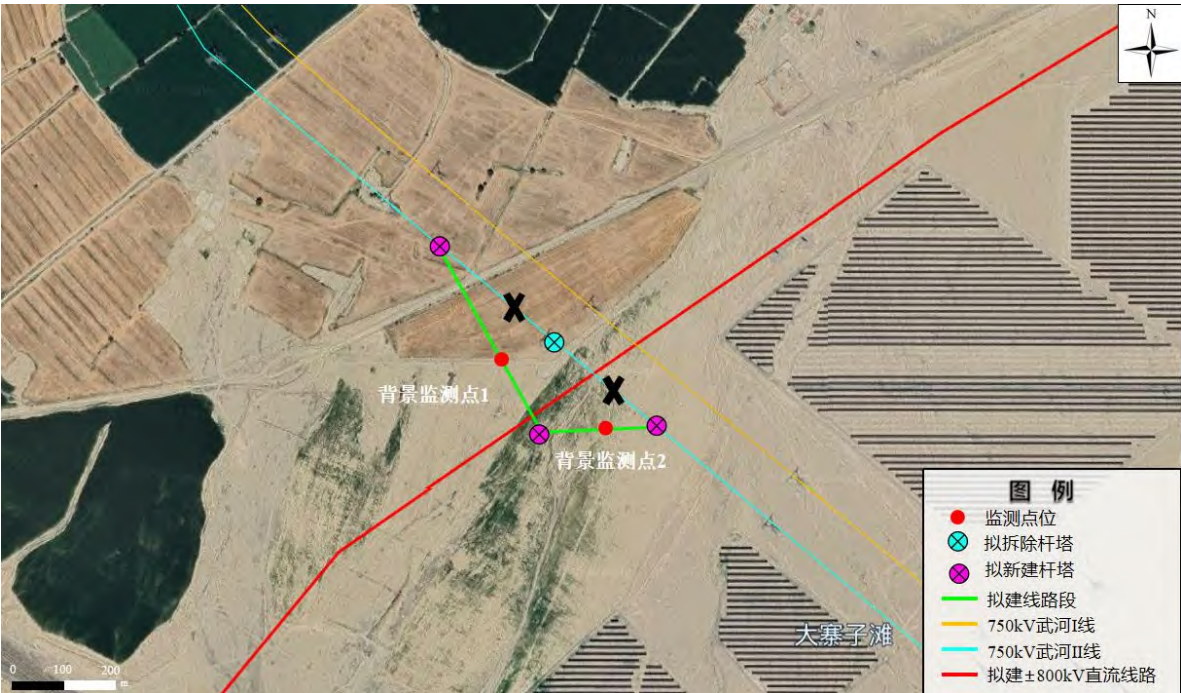 N
背景监测点1
背景监测点2
图 例
监测点位
拟拆除杆塔
拟新建杆塔
拟建线路段
750kV武河I线
750kV武河II线
拟建±800kV直流线路
大寨子滩
0 100 200
m